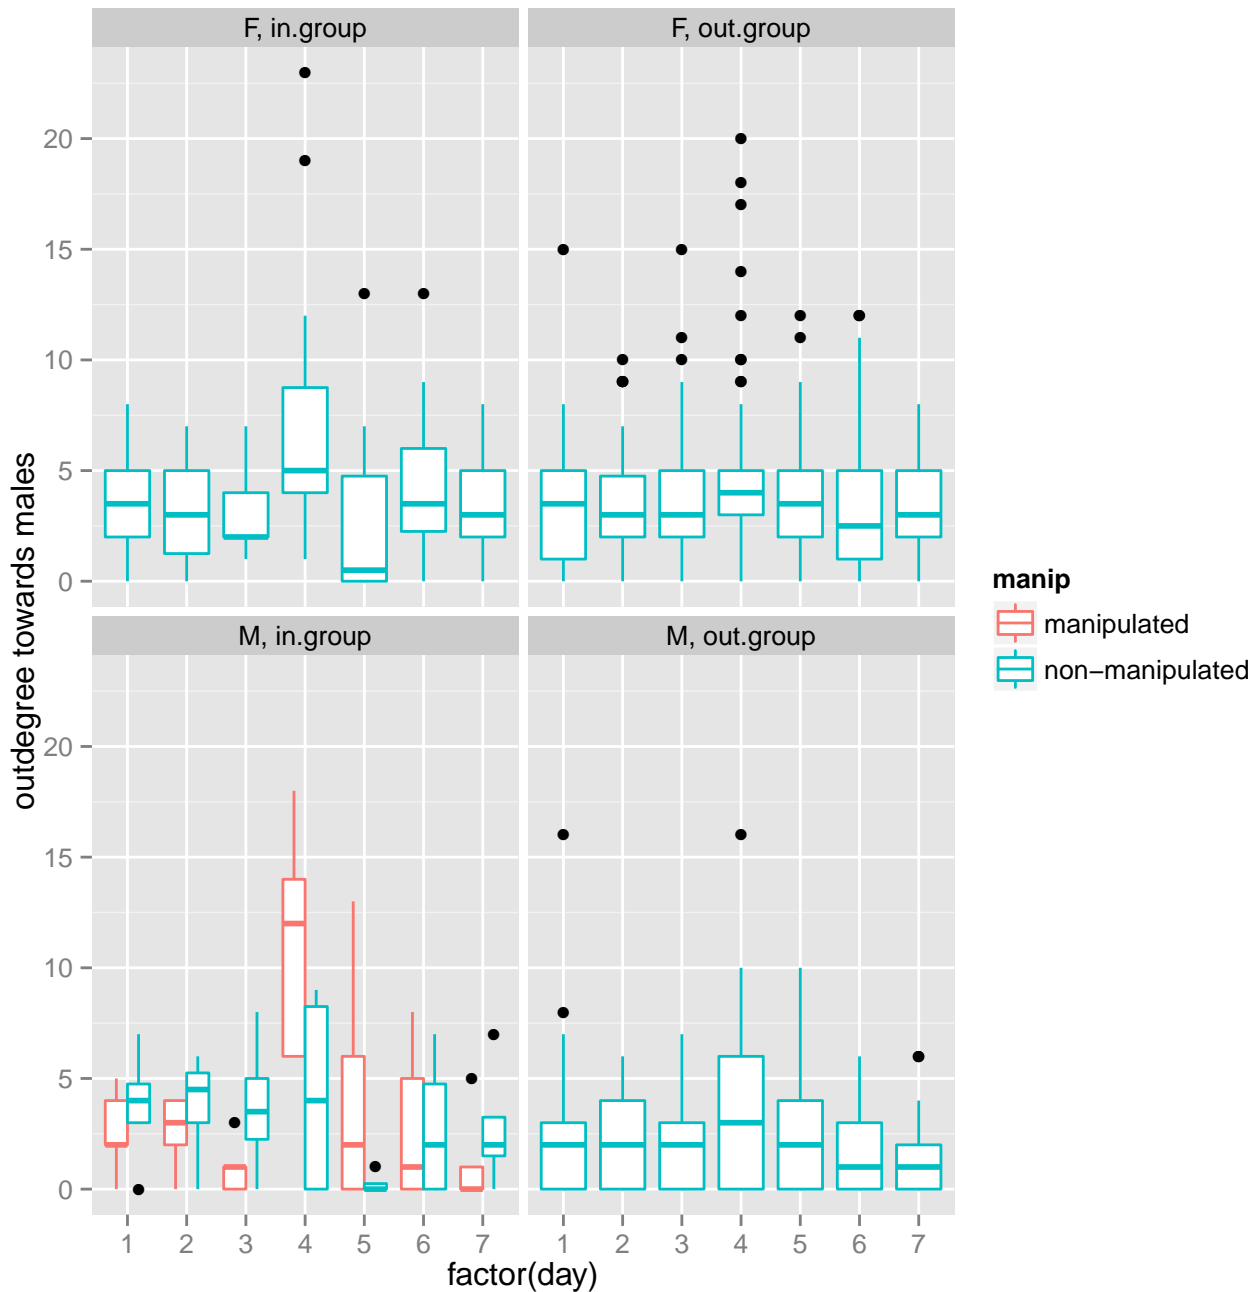 F, in.group
F, out.group
20
15
10
5
0
M, in.group
M, out.group
20
15
10
5
0
1 2 3 4 5 6 7
1 2 3 4 5 6 7
factor(day)
outdegree towards males
manip
manipulated
non−manipulated